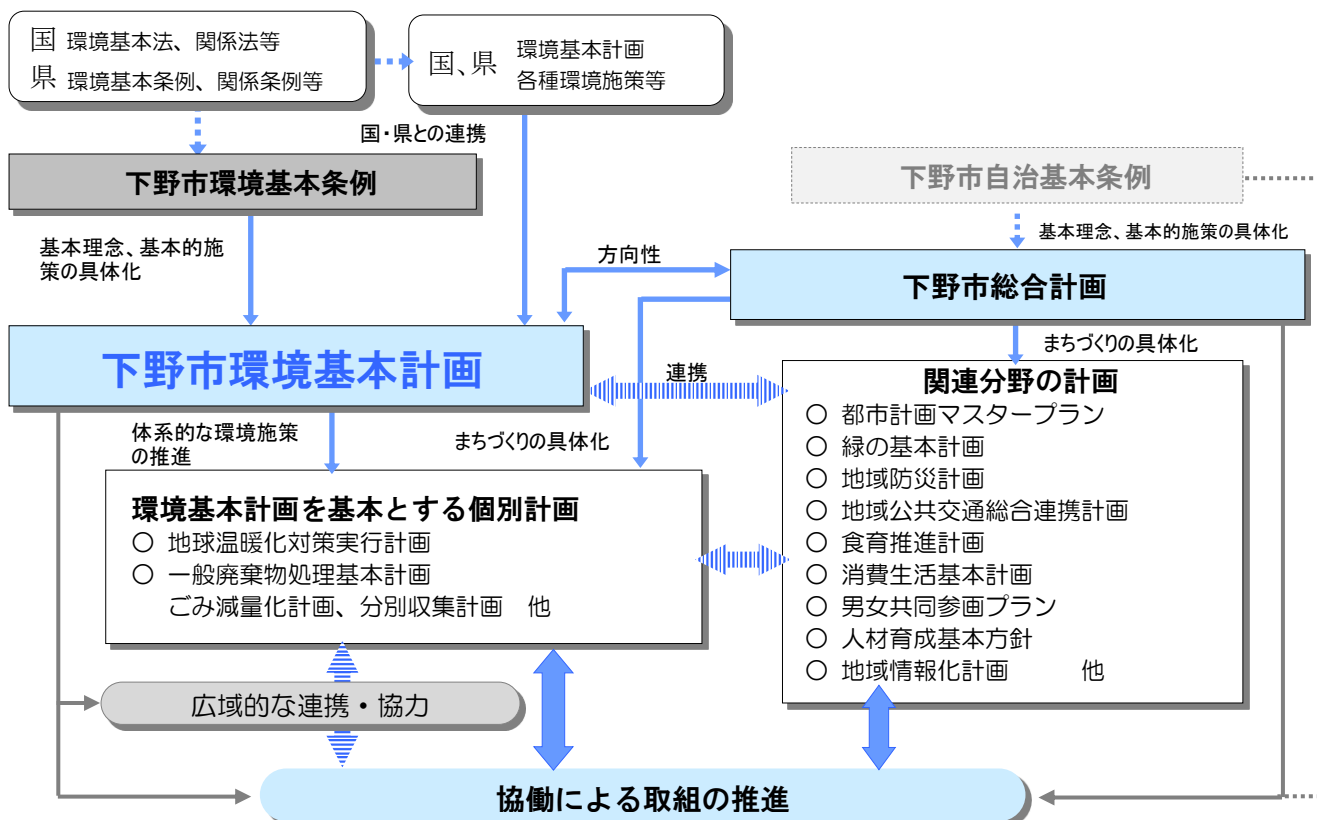 国 環境基本法、関係法等
県 環境基本条例、関係条例等
国、県 環境基本計画
各種環境施策等
国・県との連携
下野市環境基本条例
下野市自治基本条例
基本理念、基本的施
策の具体化
基本理念、基本的施策の具体化
方向性
下野市総合計画
下野市環境基本計画
まちづくりの具体化
連携
関連分野の計画
○ 都市計画マスタープラン
○ 緑の基本計画
○ 地域防災計画
○ 地域公共交通総合連携計画
○ 食育推進計画
○ 消費生活基本計画
○ 男女共同参画プラン
○ 人材育成基本方針
○ 地域情報化計画 他
体系的な環境施策
の推進
まちづくりの具体化
環境基本計画を基本とする個別計画
○ 地球温暖化対策実行計画
○ 一般廃棄物処理基本計画
ごみ減量化計画、分別収集計画 他
広域的な連携・協力
協働による取組の推進